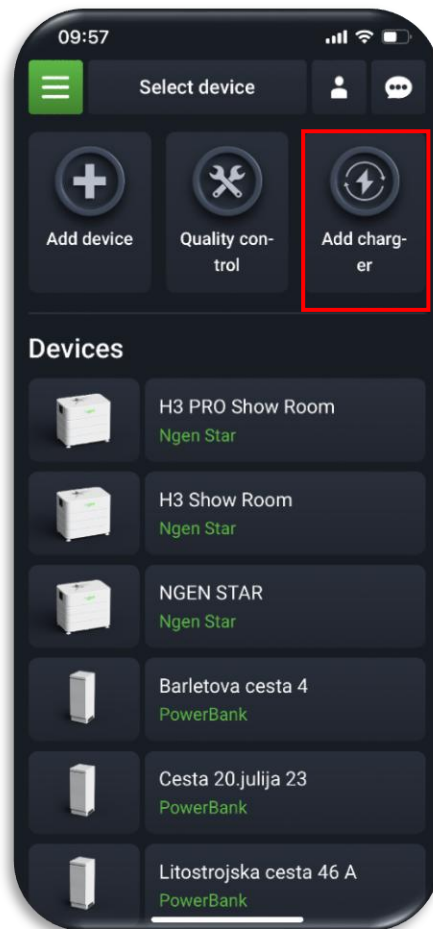 09:57
Select device
Add device
Quality con-
trol
Add charg-
er
Devices
H3 PRO Show Room
Ngen Star
H3 Show Room
Ngen Star
NGEN STAR
Ngen Star
Barletova cesta 4
PowerBank
Cesta 20.julija 23
PowerBank
Litostrojska cesta 46 A
PowerBank